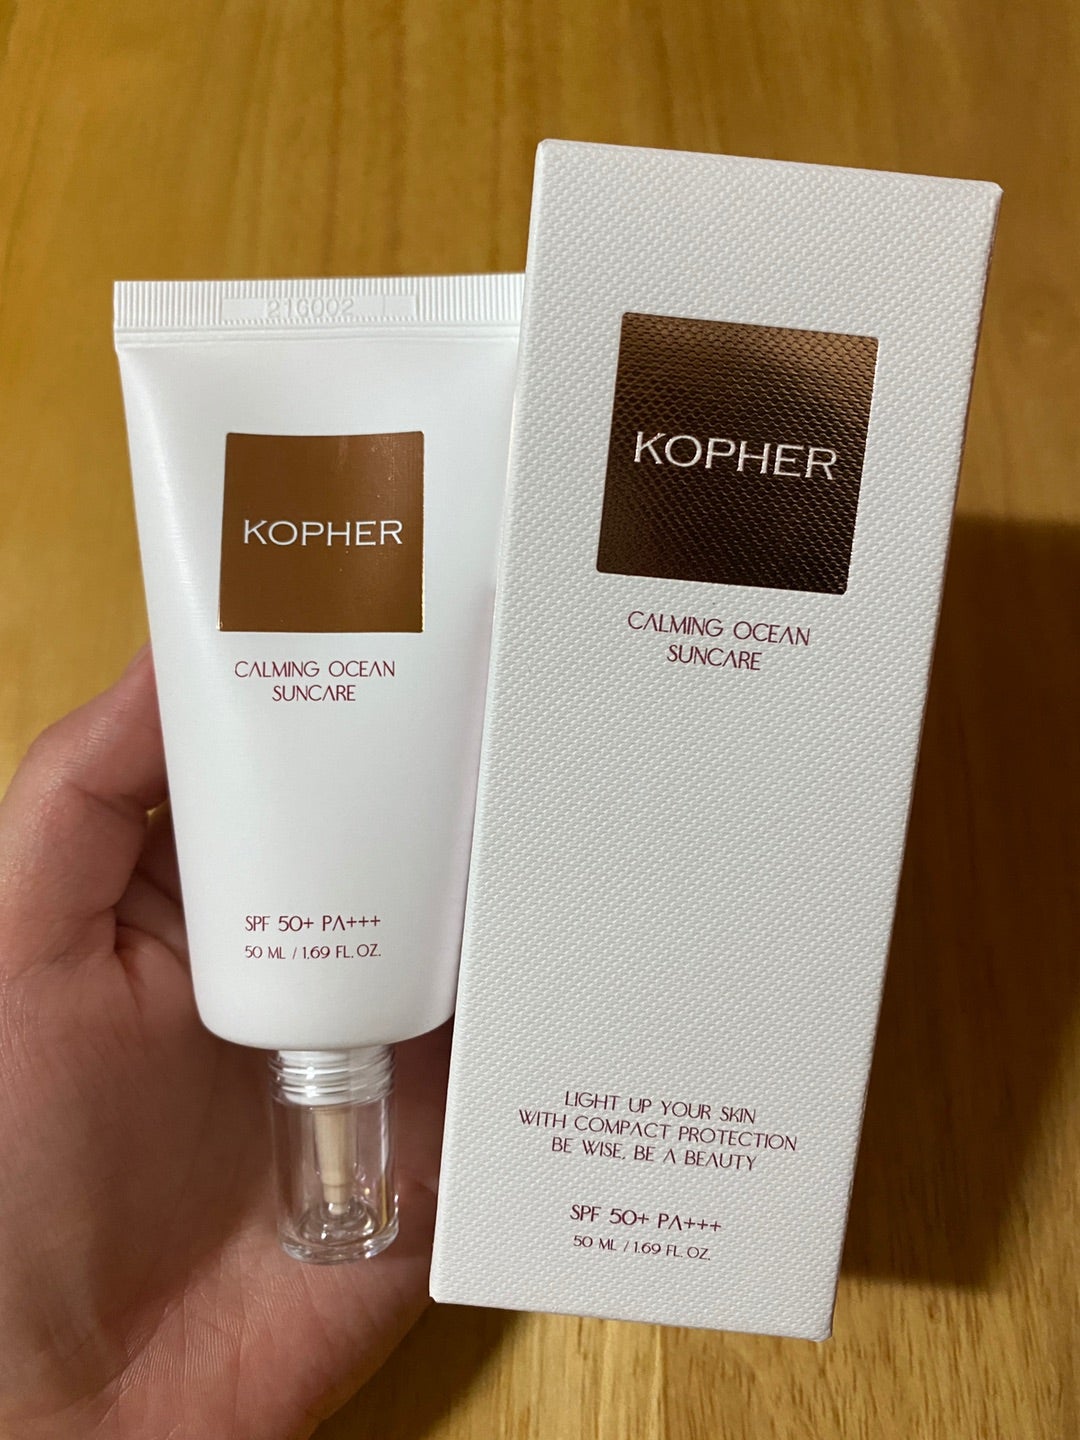 216002
KOPHER
CALMING OCEAN
SUNCARE
SPF 50+ PA+++
50 ML / 1.69 FL. OZ.
KOPHER
CALMING OCEAN
SUNCARE
LIGHT UP YOUR SKIN
WITH COMPACT PROTECTION
BE WISE, BE A BEAUTY
SPF 50+ PA+++
50 ML / 1.69 FL. OZ.